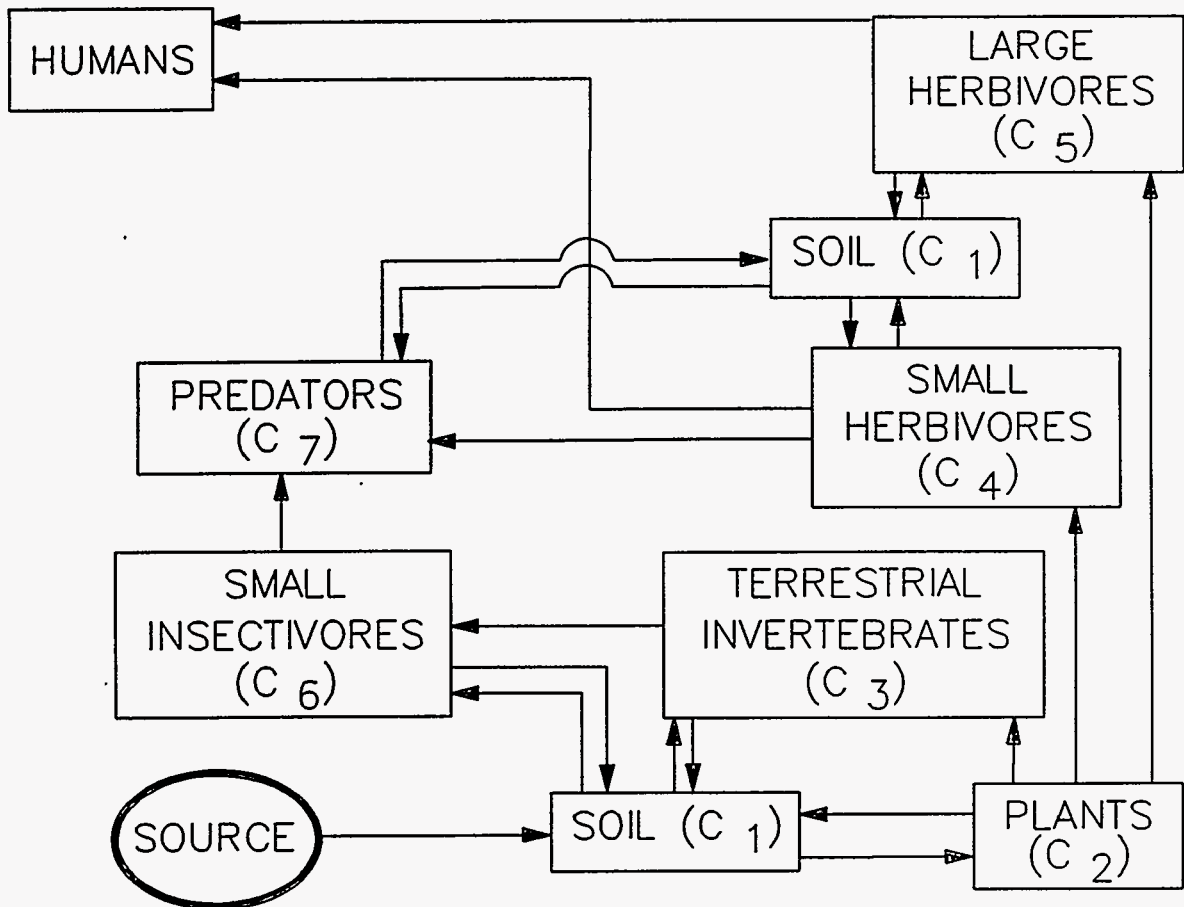 HUMANS
LARGE
HERBIVORES
(C 5)
SOIL (C 1)
PREDATORS
(C 7)
SMALL
HERBIVORES
(C 4)
SMALL
INSECTIVORES
(C 6)
TERRESTRIAL
INVERTEBRATES
(C 3)
SOURCE
SOIL (C 1)
PLANTS
(C 2)